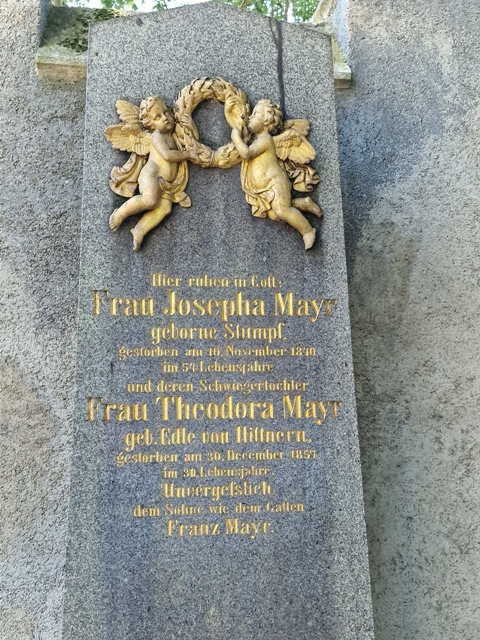 Hier ruhen in Gott:
Frau Josepha Mayr
geborne Stumpf,
gestorben am 10. November 1840
im 54 Lebensjahre
und deren Schwiegertochter
Frau Theodora Mayr
geb. Edle von Hittnern,
gestorben am 30. December 1857
im 30. Lebensjahre.
Unvergesslich
dem Sohne wie dem Gatten
Franz Mayr.